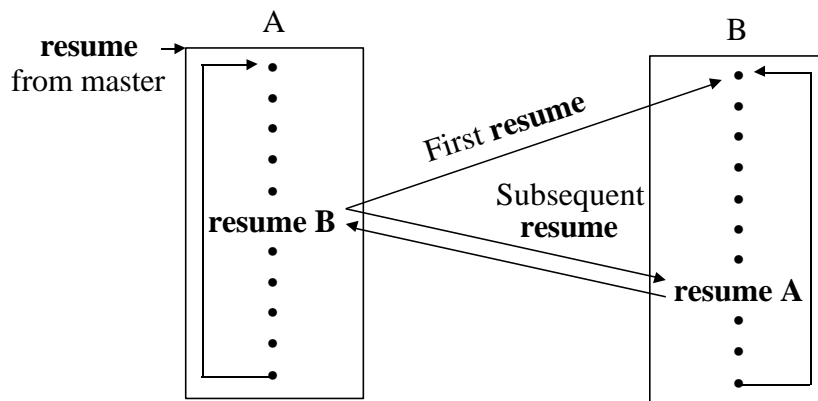 A
B
resume
from master
First resume
Subsequent
resume
resume B
resume A